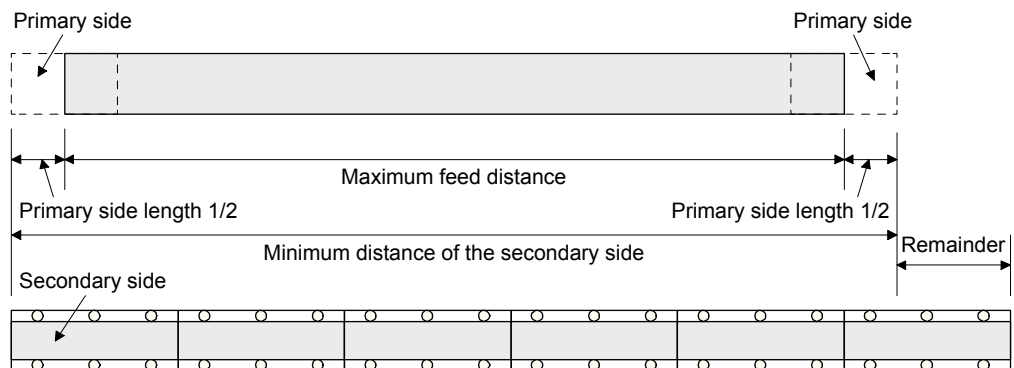 Primary side
Primary side
Maximum feed distance
Primary side length 1/2
Primary side length 1/2
Minimum distance of the secondary side
Remainder
Secondary side